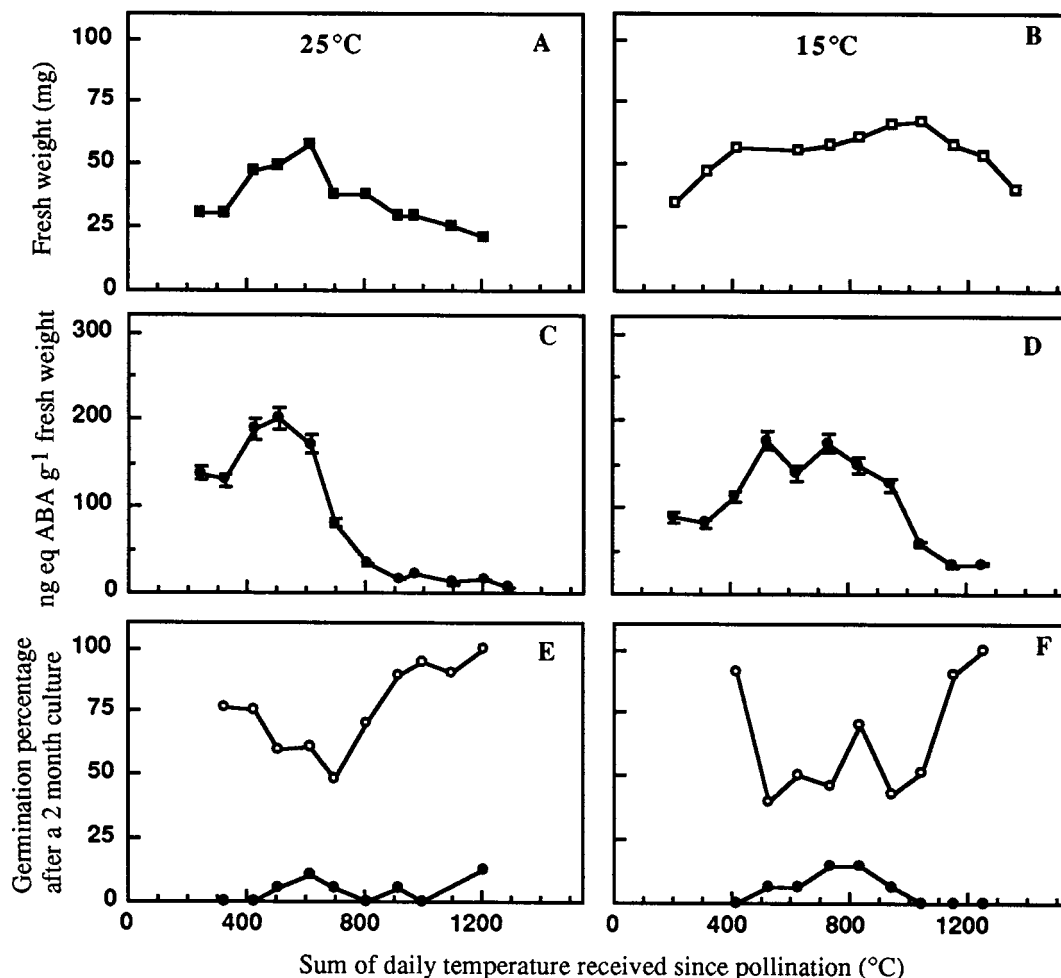 25°C
A
15°C
B
Fresh weight (mg)
100
75
50
25
0
C
D
ng eq ABA g⁻¹ fresh weight
300
200
100
0
E
F
Germination percentage
after a 2 month culture
100
75
50
25
0
0 400 800 1200 0 400 800 1200
Sum of daily temperature received since pollination (°C)